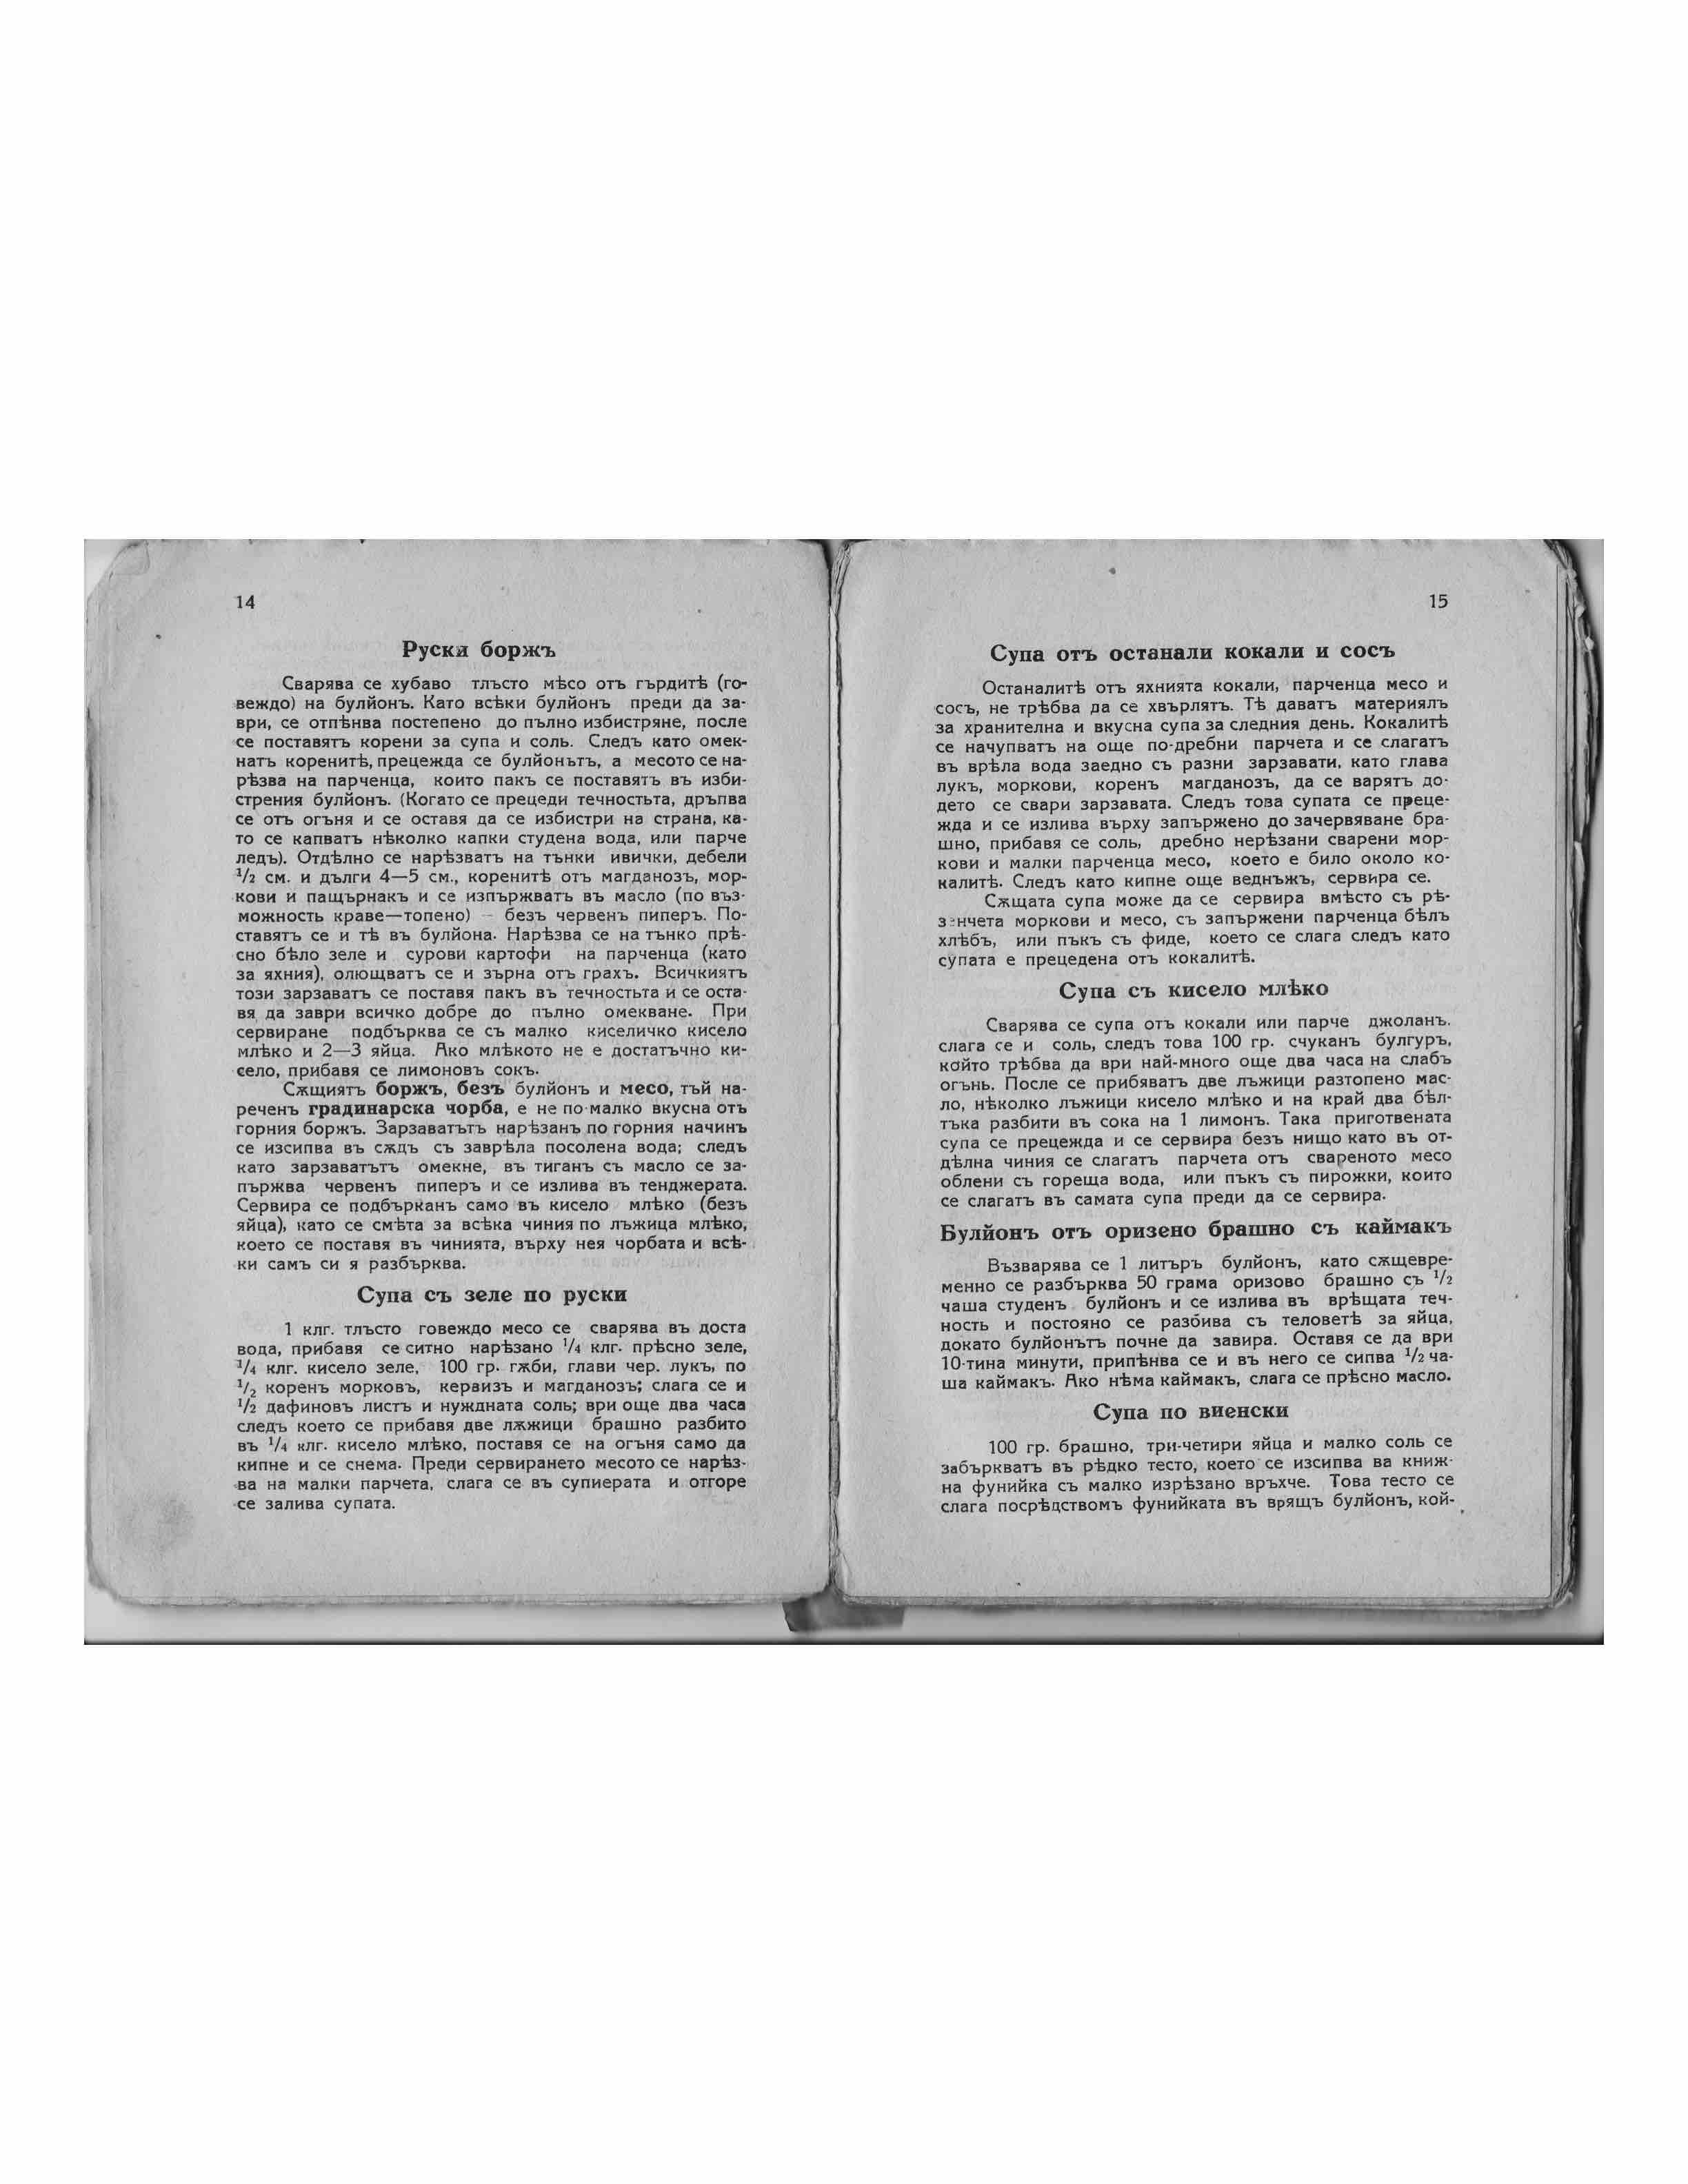 14
Руски боржъ
Сварява се хубаво тлъсто мѣсо отъ гърдитѣ (го-
веждо) на булйонъ. Като всѣки булйонъ преди да за-
ври, се отпѣнва постепено до пълно избистряне, после
се поставятъ корени за супа и соль. Следъ като омек-
натъ коренитѣ, прецежда се булйонътъ, а месото се на-
рѣзва на парченца, които пакъ се поставятъ въ изби-
стрения булйонъ. (Когато се прецеди течностьта, дръпва
се отъ огъня и се оставя да се избистри на страна, ка-
то се капватъ нѣколко капки студена вода, или парче
ледъ). Отдѣлно се нарѣзватъ на тънки ивички, дебели
½ см. и дълги 4—5 см., коренитѣ отъ магданозъ, мор-
кови и пащърнакъ и се изпържватъ въ масло (по въз-
можность краве—топено) — безъ червенъ пиперъ. По-
ставятъ се и тѣ въ булйона. Нарѣзва се на тънко прѣ-
сно бѣло зеле и сурови картофи на парченца (като
за яхния), олющватъ се и зърна отъ грахъ. Всичкиятъ
този зарзаватъ се поставя пакъ въ течностьта и се оста-
вя да заври всичко добре до пълно омекване. При
сервиране подбърква се съ малко киселичко кисело
млѣко и 2—3 яйца. Ако млѣкото не е достатъчно ки-
село, прибавя се лимоновъ сокъ.
Сѫщиятъ боржъ, безъ булйонъ и месо, тъй на-
реченъ градинарска чорба, е не по-малко вкусна отъ
горния боржъ. Зарзаватътъ нарѣзанъ по горния начинъ
се изсипва въ сѫдъ съ заврѣла посолена вода; следъ
като зарзаватътъ омекне, въ тиганъ съ масло се за-
пържва червенъ пиперъ и се излива въ тенджерата.
Сервира се подбърканъ само въ кисело млѣко (безъ
яйца), като се смѣта за всѣка чиния по лъжица млѣко,
което се поставя въ чинията, върху нея чорбата и всѣ-
ки самъ си я разбърква.
Супа съ зеле по руски
1 клг. тлъсто говеждо месо се сварява въ доста
вода, прибавя се ситно нарѣзано ¼ клг. прѣсно зеле,
¼ клг. кисело зеле, 100 гр. гѫби, глави чер. лукъ, по
½ коренъ морковъ, кервизъ и магданозъ; слага се и
½ дафиновъ листъ и нуждната соль; ври още два часа
следъ което се прибавя две лѫжици брашно разбито
въ ¼ клг. кисело млѣко, поставя се на огъня само да
кипне и се снема. Преди сервирането месото се нарѣз-
ва на малки парчета, слага се въ супиерата и отгоре
се залива супата.
15
Супа отъ останали кокали и сосъ
Останалитѣ отъ яхнията кокали, парченца месо и
сосъ, не трѣбва да се хвърлятъ. Тѣ даватъ материялъ
за хранителна и вкусна супа за следния день. Кокалитѣ
се начупватъ на още по-дребни парчета и се слагатъ
въ врѣла вода заедно съ разни зарзавати, като глава
лукъ, моркови, коренъ магданозъ, да се варятъ до-
дето се свари зарзавата. Следъ това супата се преце-
жда и се излива върху запържено до зачервяване бра-
шно, прибавя се соль, дребно нерѣзани сварени мор-
кови и малки парченца месо, което е било около ко-
калитѣ. Следъ като кипне още веднъжъ, сервира се.
Сѫщата супа може да се сервира вмѣсто съ рѣ-
зенчета моркови и месо, съ запържени парченца бѣлъ
хлѣбъ, или пъкъ съ фиде, което се слага следъ като
супата е прецедена отъ кокалитѣ.
Супа съ кисело млѣко
Сварява се супа отъ кокали или парче джоланъ.
слага се и соль, следъ това 100 гр. счуканъ булгуръ,
който трѣбва да ври най-много още два часа на слабъ
огънь. После се прибяватъ две лъжици разтопено мас-
ло, нѣколко лъжици кисело млѣко и на край два бѣл-
тъка разбити въ сока на 1 лимонъ. Така приготвената
супа се прецежда и се сервира безъ нищо като въ от-
дѣлна чиния се слагатъ парчета отъ свареното месо
облени съ гореща вода, или пъкъ съ пирожки, които
се слагатъ въ самата супа преди да се сервира.
Булйонъ отъ оризено брашно съ каймакъ
Възварява се 1 литъръ булйонъ, като сѫщевре-
менно се разбърква 50 грама оризово брашно съ ½
чаша студенъ булйонъ и се излива въ врѣщата теч-
ность и постояно се разбива съ теловетѣ за яйца,
докато булйонътъ почне да завира. Оставя се да ври
10-тина минути, припѣнва се и въ него се сипва ½ ча-
ша каймакъ. Ако нѣма каймакъ, слага се прѣсно масло.
Супа по виенски
100 гр. брашно, три-четири яйца и малко соль се
забъркватъ въ рѣдко тесто, което се изсипва ва книж-
на фунийка съ малко изрѣзано връхче. Това тесто се
слага посрѣдствомъ фунийката въ врящъ булйонъ, кой-